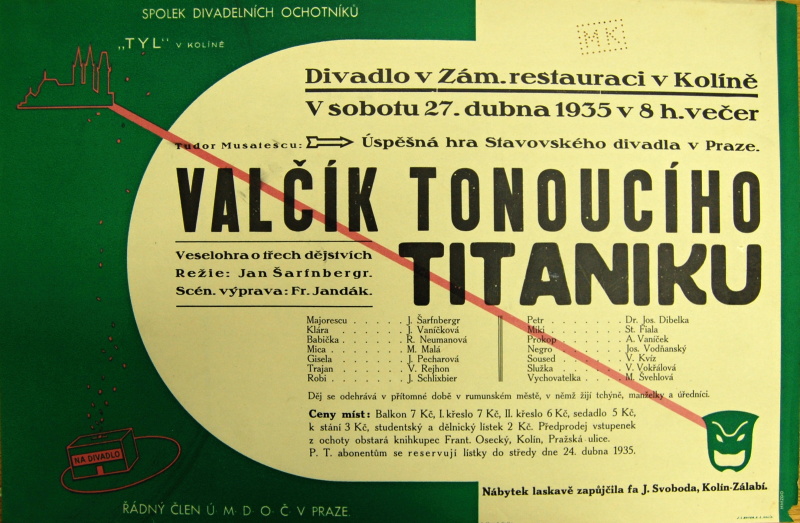 SPOLEK DIVADELNÍCH OCHOTNÍKŮ
„TYL" V KOLÍNĚ
MK
Divadlo v Zám. restauraci v Kolíně
V sobotu 27. dubna 1935 v 8 h. večer
Tudor Musatescu: Úspěšná hra Stavovského divadla v Praze.
VALČÍK TONOUCÍHO
TITANIKU
Veselohra o třech dějstvích
Režie: Jan Šarfnbergr.
Scén. výprava: Fr. Jandák.
Majorescu . . . . . . J. Šarfnbergr
Klára . . . . . . J. Vaníčková
Babička . . . . . . R. Neumanová
Mica . . . . . . M. Malá
Gisela . . . . . . J. Pecharová
Trajan . . . . . . V. Rejhon
Robi . . . . . . J. Schlixbier
Petr . . . . . . Dr. Jos. Dibelka
Miki . . . . . . St. Fiala
Prokop . . . . . . A. Vaníček
Negro . . . . . . Jos. Vodňanský
Soused . . . . . . V. Kvíz
Služka . . . . . . V. Vokřálová
Vychovatelka . . M. Švehlová
Děj se odehrává v přítomné době v rumunském městě, v němž žijí tchýně, manželky a úředníci.
Ceny míst: Balkon 7 Kč, I. křeslo 7 Kč, II. křeslo 6 Kč, sedadlo 5 Kč,
k stání 3 Kč, studentský a dělnický lístek 2 Kč. Předprodej vstupenek
z ochoty obstará knihkupec Frant. Osecký, Kolín, Pražská ulice.
P. T. abonentům se reservují lístky do středy dne 24. dubna 1935.
NA DIVADLO
Nábytek laskavě zapůjčila fa J. Svoboda, Kolín-Zálabí.
ŘÁDNÝ ČLEN Ú·M·D·O·Č V PRAZE